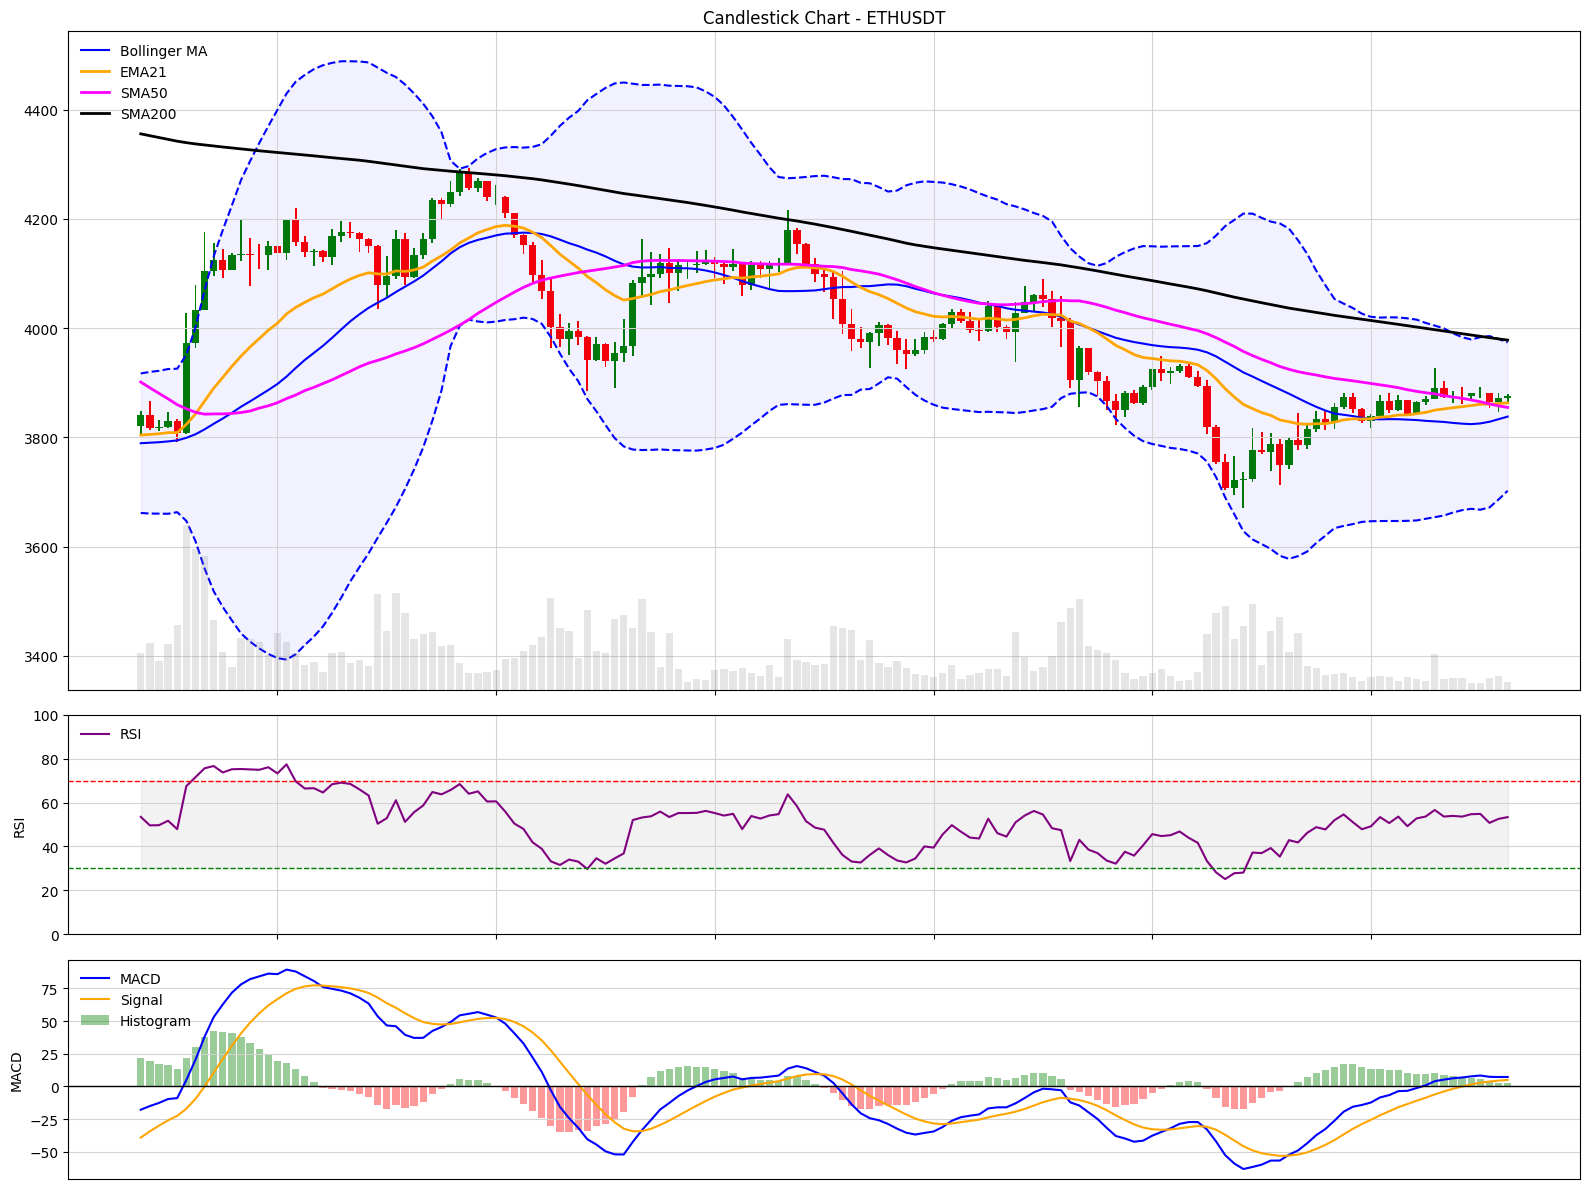 Candlestick Chart - ETHUSDT
Bollinger MA
EMA21
SMA50
SMA200
4400
4200
4000
3800
3600
3400
RSI
100
80
60
40
20
0
RSI
MACD
Signal
Histogram
75
50
25
0
−25
−50
MACD